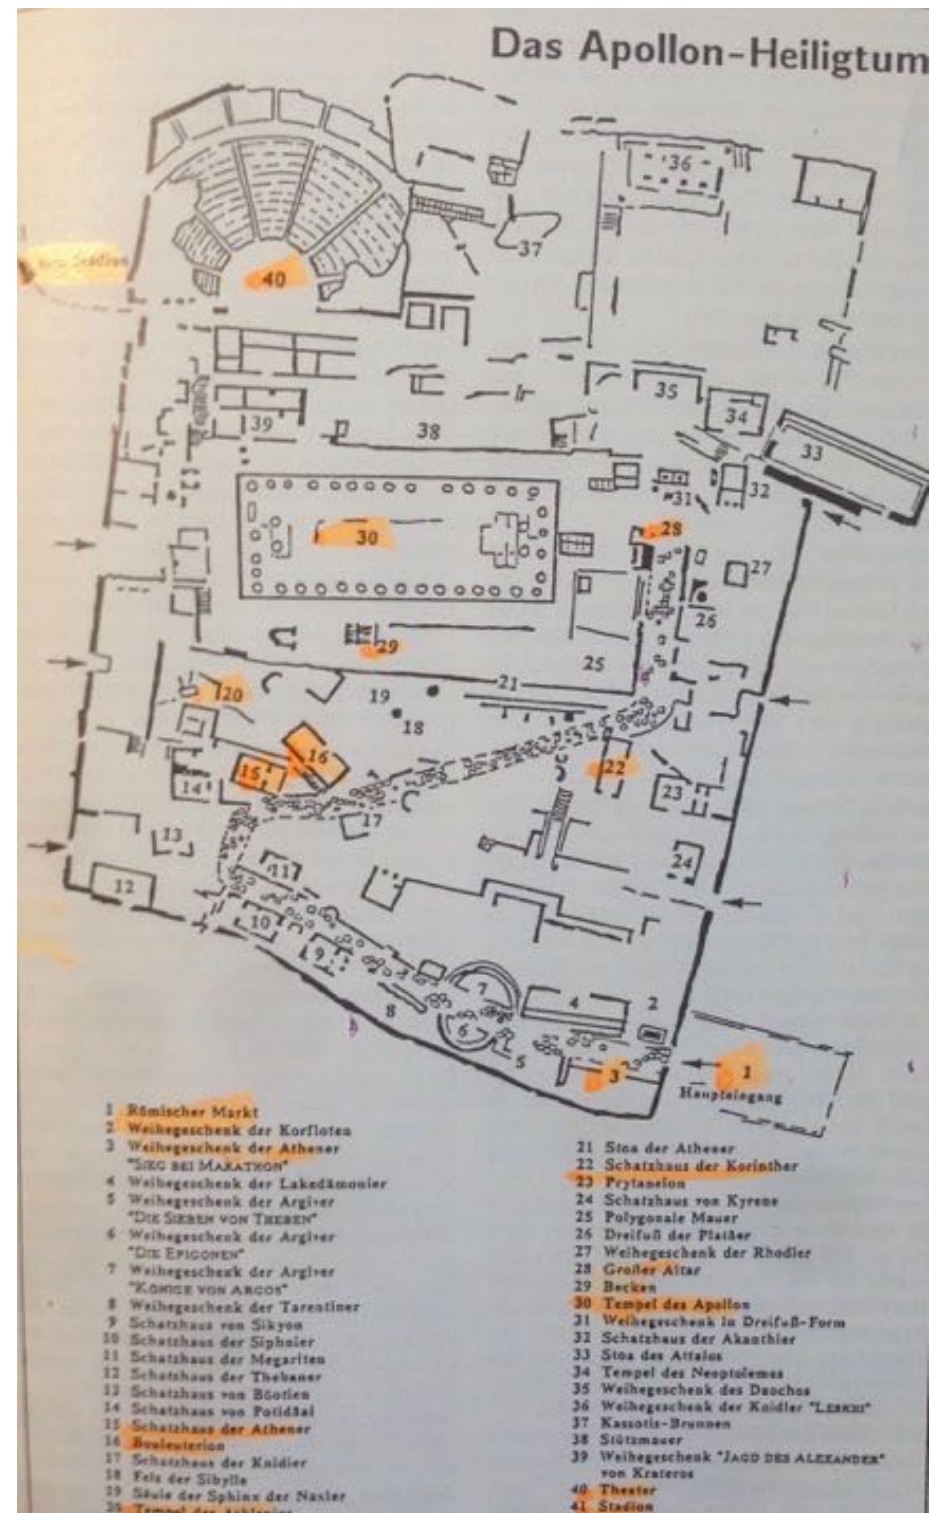 Das Apollon-Heiligtum
36
37
Stadion
40
35
34
39
38
33
32
31
30
28
27
26
29
25
21
20
19
18
16
15
14
22
23
17
13
24
11
12
10
9
7
4
2
8
6
5
3
1
Haupteingang
1 Römischer Markt
2 Weihegeschenk der Korfioten
3 Weihegeschenk der Athener
"SIEG BEI MARATHON"
4 Weihegeschenk der Lakedämonier
5 Weihegeschenk der Argiver
"DIE SIEBEN VON THEBEN"
6 Weihegeschenk der Argiver
"DIE EPIGONEN"
7 Weihegeschenk der Argiver
"KÖNIGE VON ARGOS"
8 Weihegeschenk der Tarentiner
9 Schatzhaus von Sikyon
10 Schatzhaus der Siphnier
11 Schatzhaus der Megariten
12 Schatzhaus der Thebaner
13 Schatzhaus von Böotien
14 Schatzhaus von Potidäa
15 Schatzhaus der Athener
16 Bouleuterion
17 Schatzhaus der Knidier
18 Fels der Sibylle
19 Säule der Sphinx der Naxier
20 Tempel des
21 Stoa der Athener
22 Schatzhaus der Korinther
23 Prytaneion
24 Schatzhaus von Kyrene
25 Polygonale Mauer
26 Dreifuß der Platäer
27 Weihegeschenk der Rhodier
28 Großer Altar
29 Becken
30 Tempel des Apollon
31 Weihegeschenk in Dreifuß-Form
32 Schatzhaus der Akanthier
33 Stoa des Attalos
34 Tempel des Neoptolemos
35 Weihegeschenk des Daochos
36 Weihegeschenk der Knidier "LESKHI"
37 Kassotis-Brunnen
38 Stützmauer
39 Weihegeschenk "JAGD DES ALEXANDER"
von Krateros
40 Theater
41 Stadion